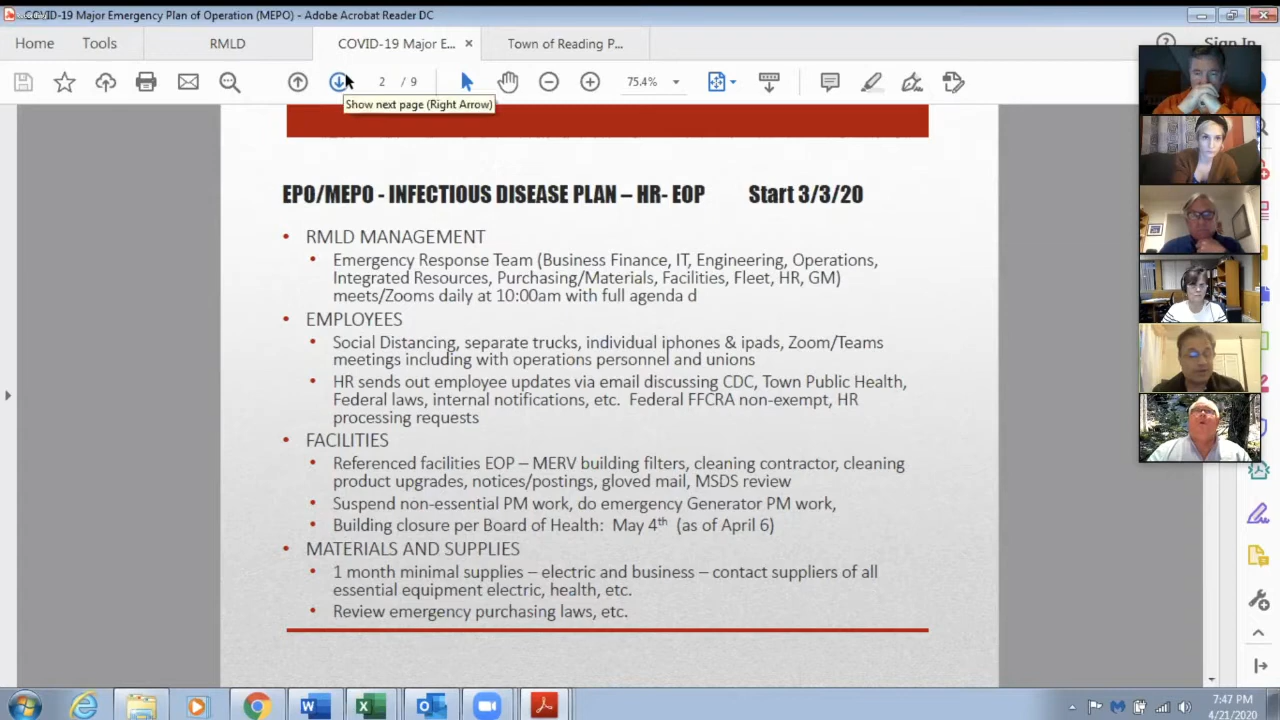 COVID-19 Major Emergency Plan of Operation (MEPO) - Adobe Acrobat Reader DC
Home Tools RMLD COVID-19 Major E... × Town of Reading P... Sign In
2 / 9 75.4%
Show next page (Right Arrow)
EPO/MEPO - INFECTIOUS DISEASE PLAN – HR- EOP Start 3/3/20
• RMLD MANAGEMENT
• Emergency Response Team (Business Finance, IT, Engineering, Operations,
Integrated Resources, Purchasing/Materials, Facilities, Fleet, HR, GM)
meets/Zooms daily at 10:00am with full agenda d
• EMPLOYEES
• Social Distancing, separate trucks, individual iphones & ipads, Zoom/Teams
meetings including with operations personnel and unions
• HR sends out employee updates via email discussing CDC, Town Public Health,
Federal laws, internal notifications, etc. Federal FFCRA non-exempt, HR
processing requests
• FACILITIES
• Referenced facilities EOP – MERV building filters, cleaning contractor, cleaning
product upgrades, notices/postings, gloved mail, MSDS review
• Suspend non-essential PM work, do emergency Generator PM work,
• Building closure per Board of Health: May 4th (as of April 6)
• MATERIALS AND SUPPLIES
• 1 month minimal supplies – electric and business – contact suppliers of all
essential equipment electric, health, etc.
• Review emergency purchasing laws, etc.
7:47 PM
4/21/2020